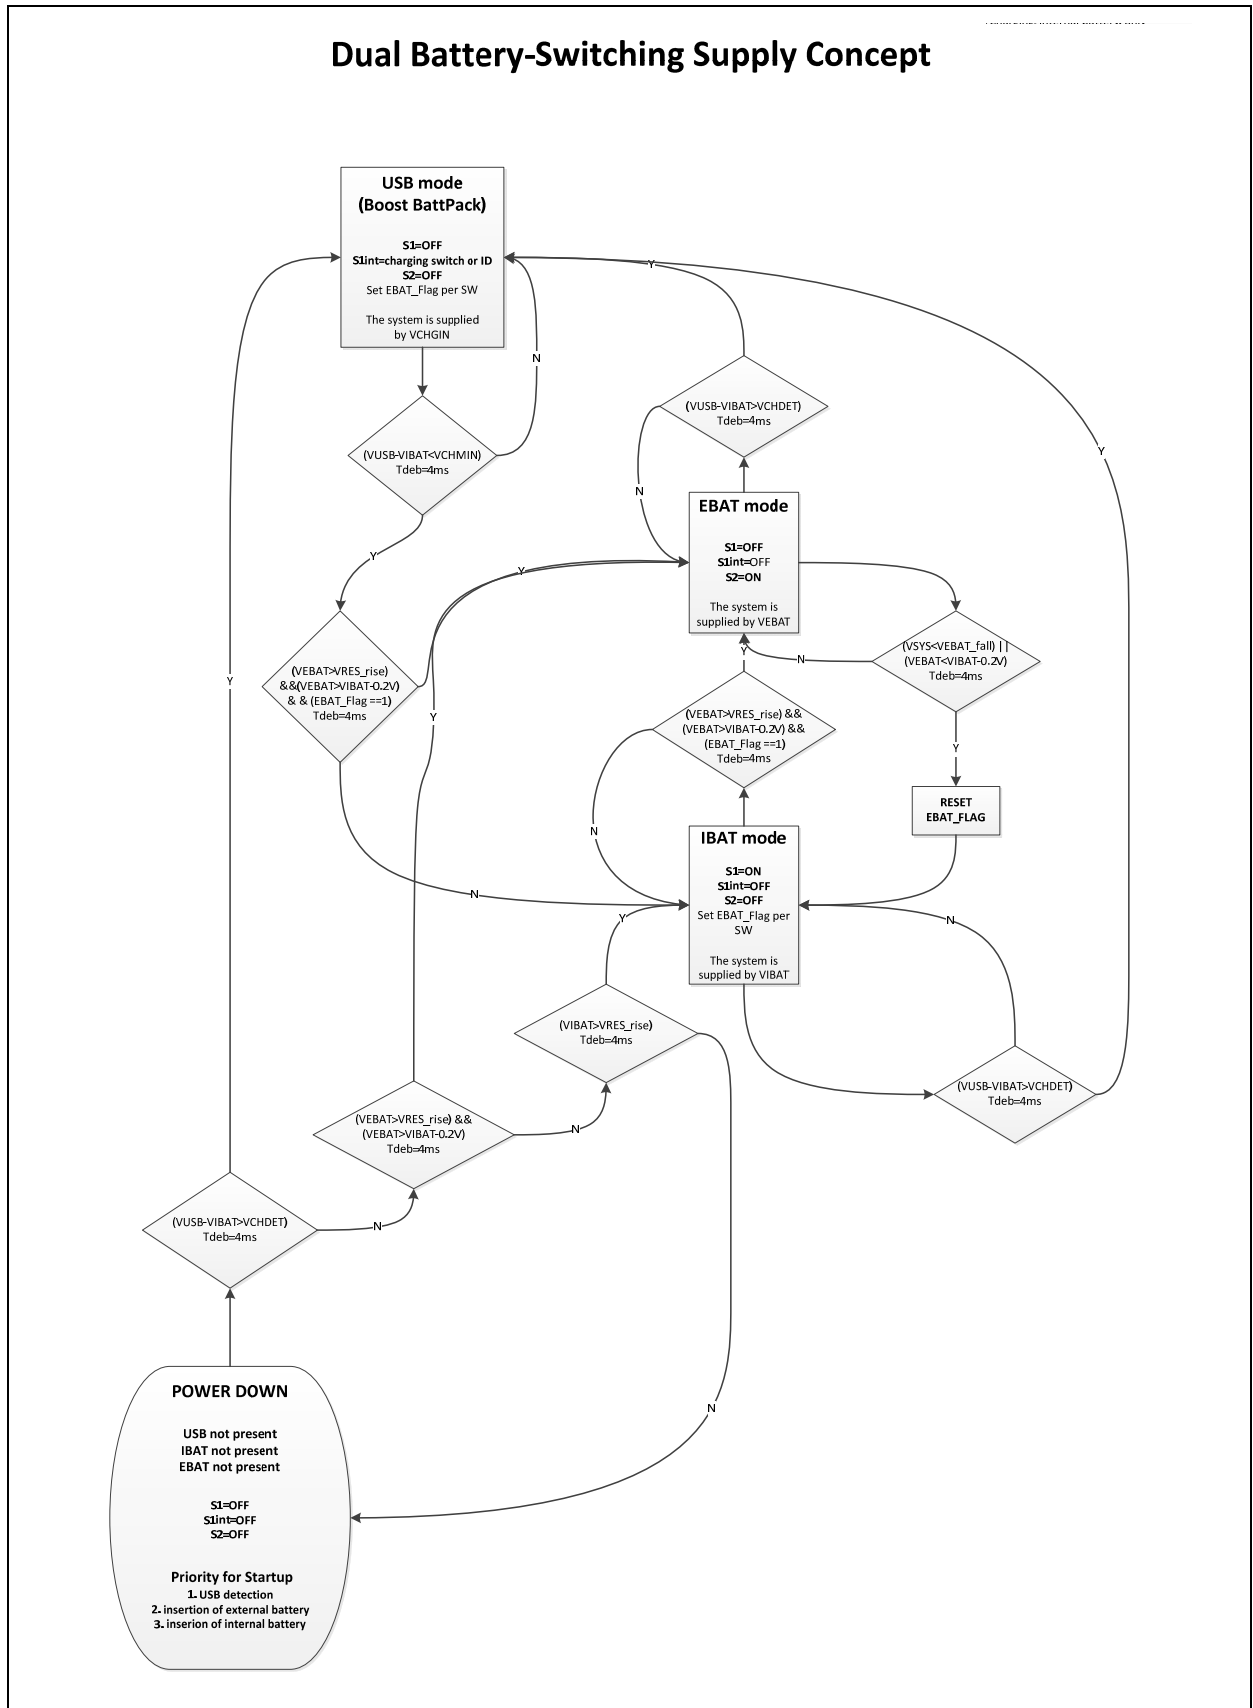 Dual Battery-Switching Supply Concept
USB mode
(Boost BattPack)
S1=OFF
S1int=charging switch or ID
S2=OFF
Set EBAT_Flag per SW
The system is supplied
by VCHGIN
Y
N
(VUSB-VIBAT>VCHDET)
Tdeb=4ms
Y
(VUSB-VIBAT<VCHMIN)
Tdeb=4ms
N
EBAT mode
S1=OFF
S1int=OFF
S2=ON
The system is
supplied by VEBAT
Y
Y
(VEBAT>VRES_rise)
&&(VEBAT>VIBAT-0.2V)
& & (EBAT_Flag ==1)
Tdeb=4ms
Y
N
(VSYS<VEBAT_fall) ||
(VEBAT<VIBAT-0.2V)
Tdeb=4ms
Y
Y
(VEBAT>VRES_rise) &&
(VEBAT>VIBAT-0.2V) &&
(EBAT_Flag ==1)
Tdeb=4ms
Y
N
RESET
EBAT_FLAG
IBAT mode
S1=ON
S1int=OFF
S2=OFF
Set EBAT_Flag per
SW
The system is
supplied by VIBAT
N
Y
N
(VIBAT>VRES_rise)
Tdeb=4ms
(VUSB-VIBAT>VCHDET)
Tdeb=4ms
(VEBAT>VRES_rise) &&
(VEBAT>VIBAT-0.2V)
Tdeb=4ms
N
(VUSB-VIBAT>VCHDET)
Tdeb=4ms
N
N
POWER DOWN
USB not present
IBAT not present
EBAT not present
S1=OFF
S1int=OFF
S2=OFF
Priority for Startup
1. USB detection
2. insertion of external battery
3. inserion of internal battery